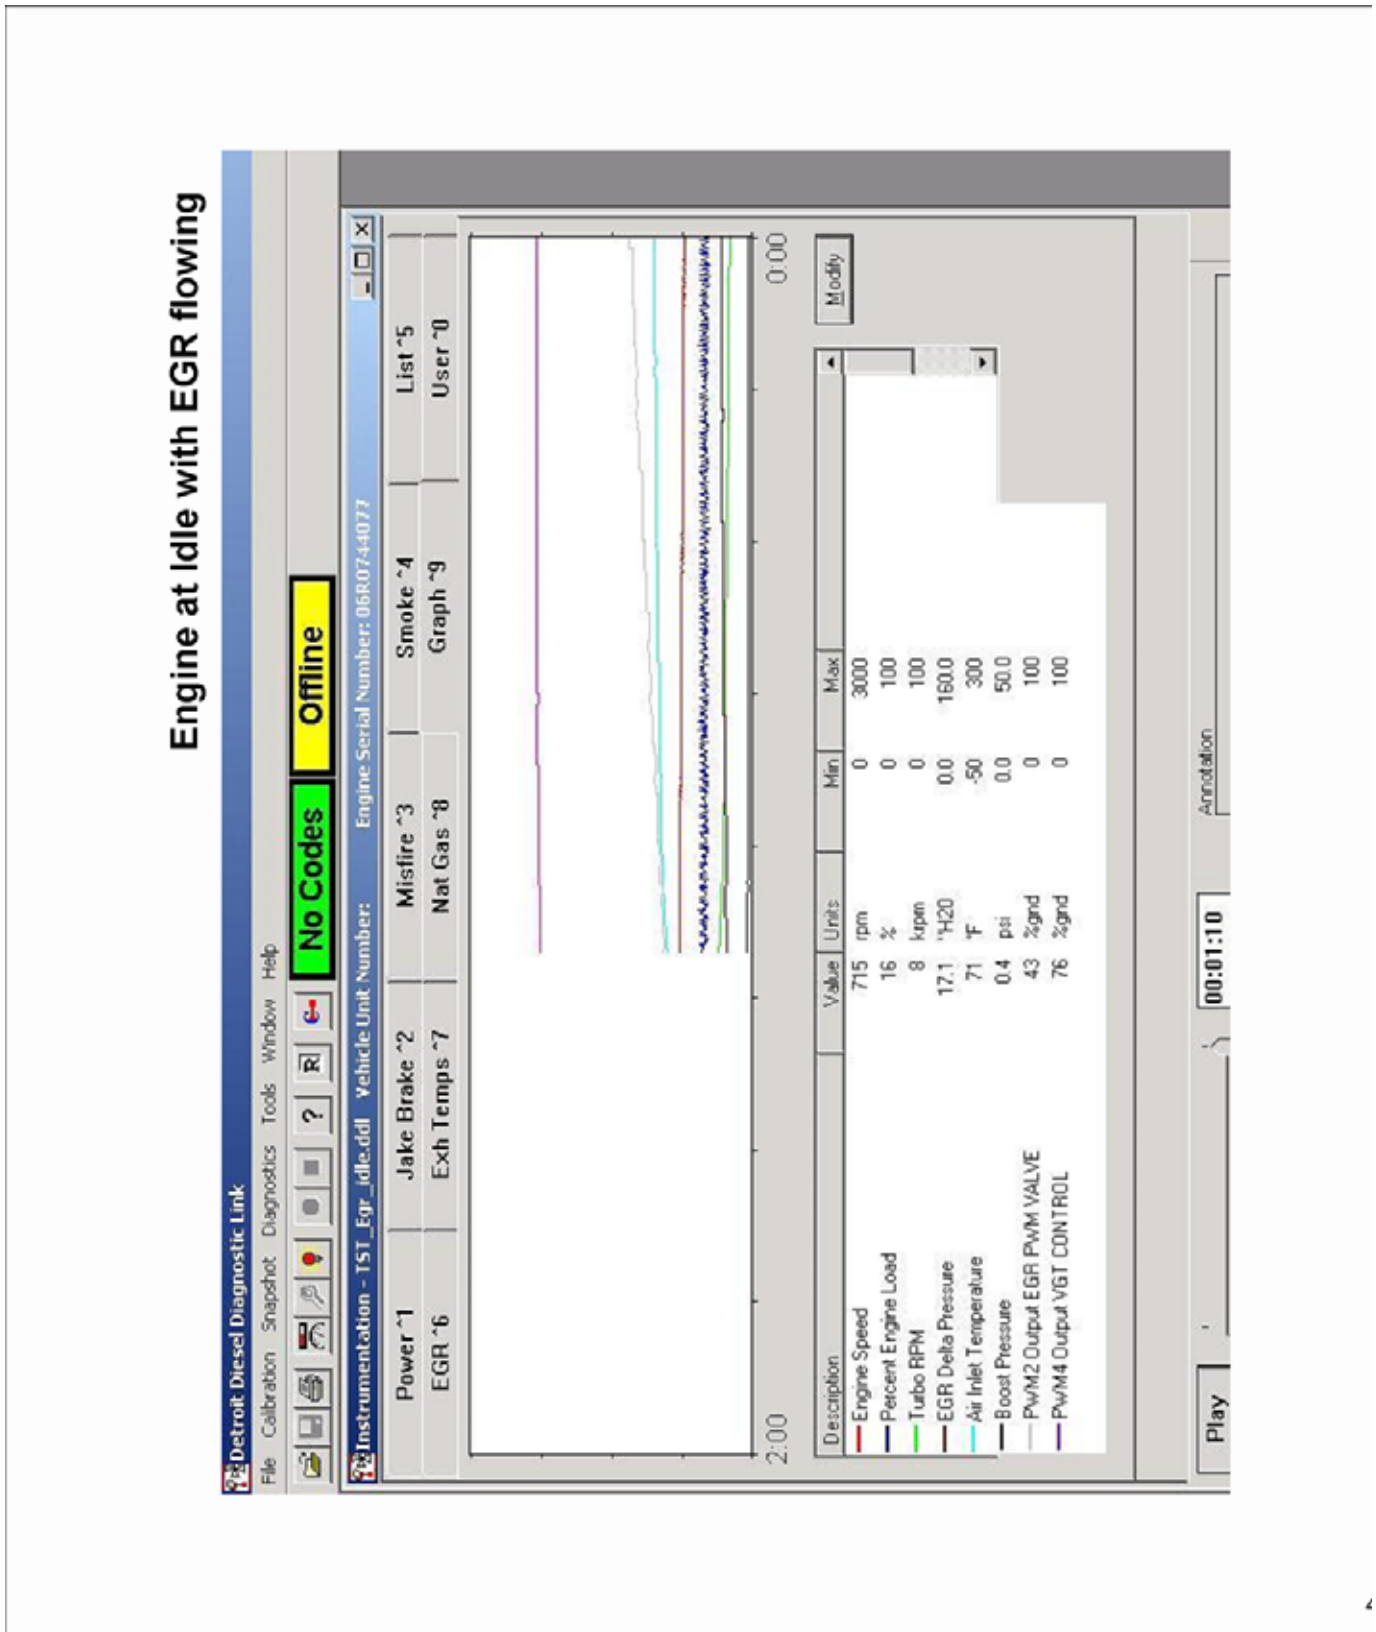 Engine at Idle with EGR flowing
Detroit Diesel Diagnostic Link
File Calibration Snapshot Diagnostics Tools Window Help
? R No Codes Offline
Instrumentation - TST_Egr_idle.ddl Vehicle Unit Number: Engine Serial Number: 06R0744077
Power ^1 Jake Brake ^2 Misfire ^3 Smoke ^4 List ^5
EGR ^6 Exh Temps ^7 Nat Gas ^8 Graph ^9 User ^0
2:00 0:00
Modify
Description Value Units Min Max
Engine Speed 715 rpm 0 3000
Percent Engine Load 16 % 0 100
Turbo RPM 8 krpm 0 100
EGR Delta Pressure 17.1 "H20 0.0 160.0
Air Inlet Temperature 71 °F -50 300
Boost Pressure 0.4 psi 0.0 50.0
PWM2 Output EGR PWM VALVE 43 %gnd 0 100
PWM4 Output VGT CONTROL 76 %gnd 0 100
Annotation
Play 00:01:10